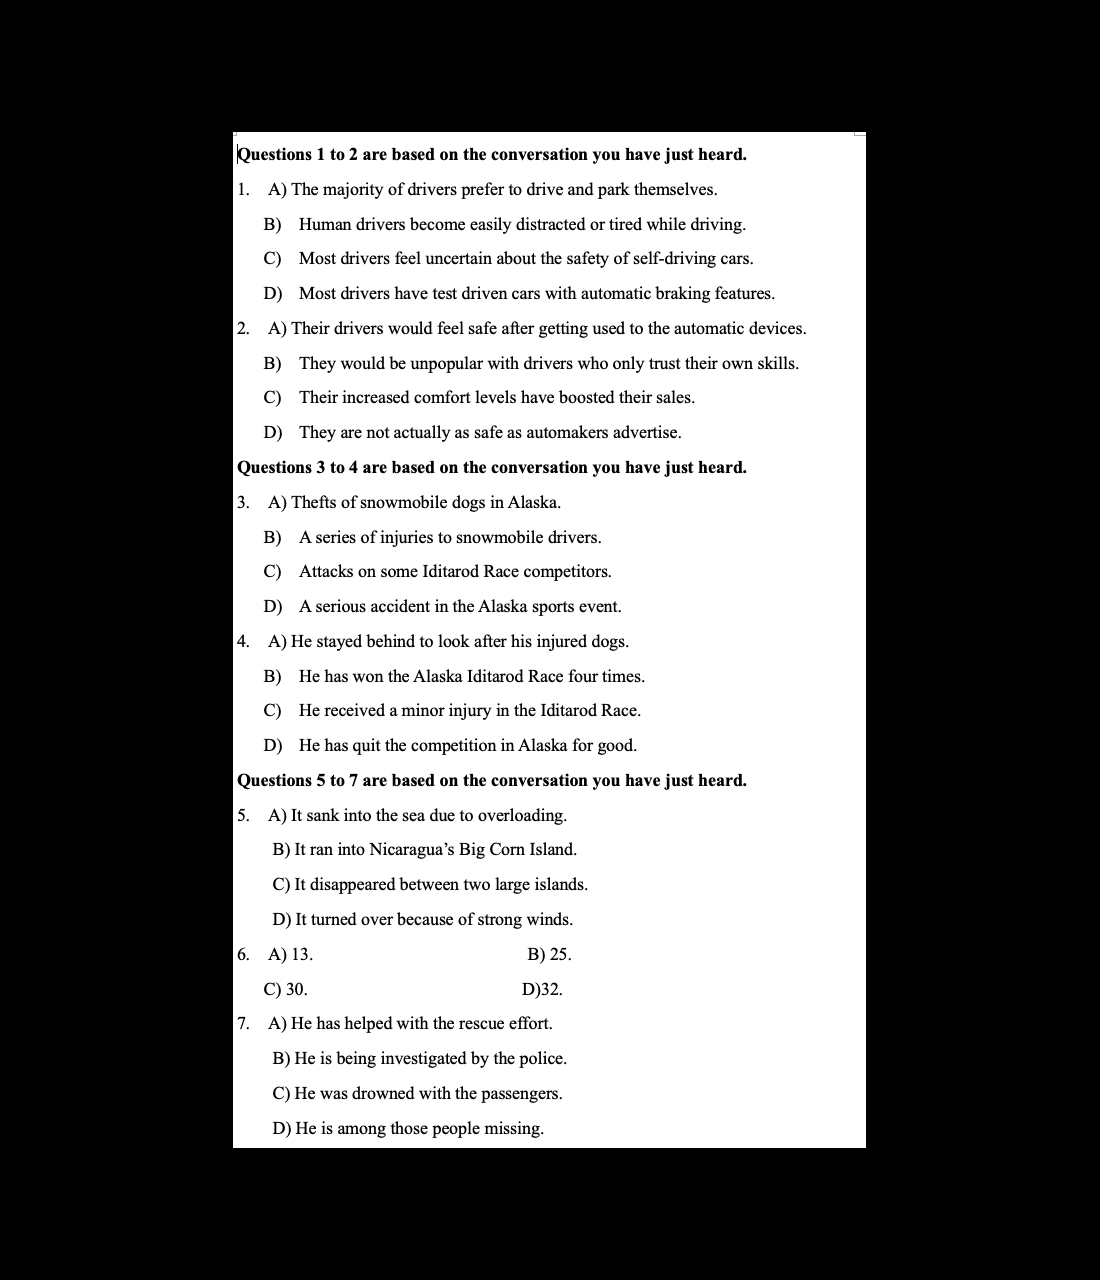 Questions 1 to 2 are based on the conversation you have just heard.
1. A) The majority of drivers prefer to drive and park themselves.
B) Human drivers become easily distracted or tired while driving.
C) Most drivers feel uncertain about the safety of self-driving cars.
D) Most drivers have test driven cars with automatic braking features.
2. A) Their drivers would feel safe after getting used to the automatic devices.
B) They would be unpopular with drivers who only trust their own skills.
C) Their increased comfort levels have boosted their sales.
D) They are not actually as safe as automakers advertise.
Questions 3 to 4 are based on the conversation you have just heard.
3. A) Thefts of snowmobile dogs in Alaska.
B) A series of injuries to snowmobile drivers.
C) Attacks on some Iditarod Race competitors.
D) A serious accident in the Alaska sports event.
4. A) He stayed behind to look after his injured dogs.
B) He has won the Alaska Iditarod Race four times.
C) He received a minor injury in the Iditarod Race.
D) He has quit the competition in Alaska for good.
Questions 5 to 7 are based on the conversation you have just heard.
5. A) It sank into the sea due to overloading.
B) It ran into Nicaragua's Big Corn Island.
C) It disappeared between two large islands.
D) It turned over because of strong winds.
6. A) 13. B) 25.
C) 30. D)32.
7. A) He has helped with the rescue effort.
B) He is being investigated by the police.
C) He was drowned with the passengers.
D) He is among those people missing.